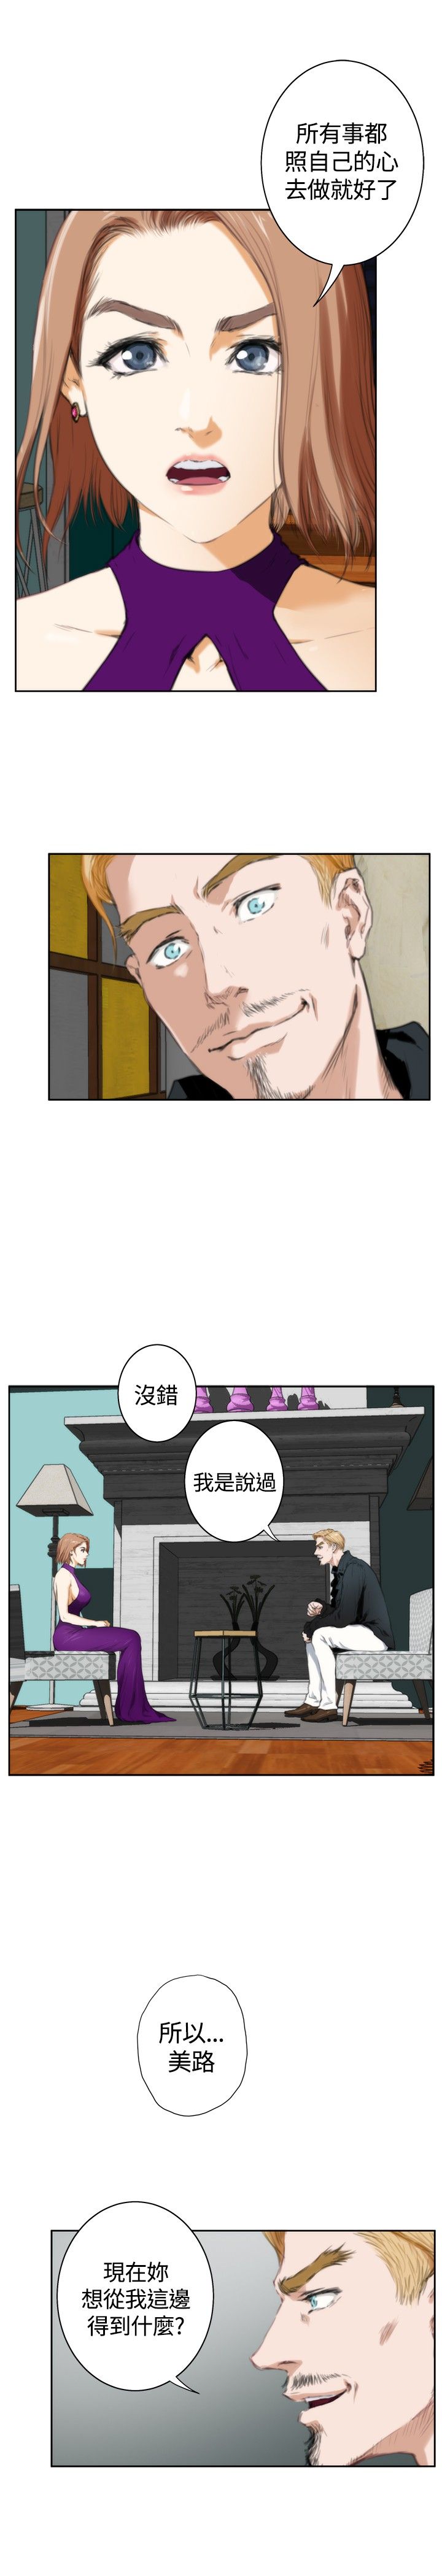 所有事都
照自己的心
去做就好了
沒錯
我是說過
所以...
美路
現在妳
想從我這邊
得到什麼?